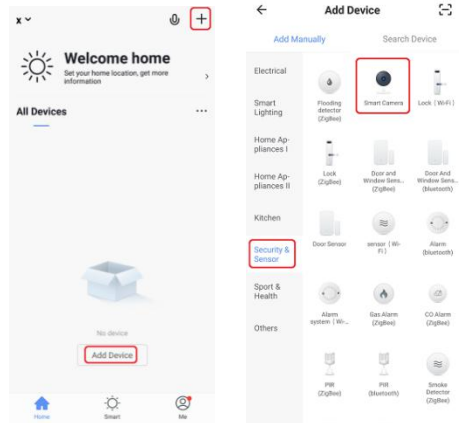 x
Welcome home
Set your home location, get more
information
All Devices
...
No device
Add Device
Home
Smart
Me
Add Device
Add Manually
Search Device
Electrical
Smart
Lighting
Home Ap-
pliances I
Home Ap-
pliances II
Kitchen
Security &
Sensor
Sport &
Health
Others
Flooding
detector
(ZigBee)
Smart Camera
Lock (Wi-Fi)
Lock
(ZigBee)
Door and
Window Sens...
(ZigBee)
Door And
Window Sens...
(bluetooth)
Door Sensor
sensor (Wi-
Fi)
Alarm
(bluetooth)
Alarm
system (Wi-...
Gas Alarm
(ZigBee)
CO Alarm
(ZigBee)
PIR
(ZigBee)
PIR
(bluetooth)
Smoke
Detector
(ZigBee)